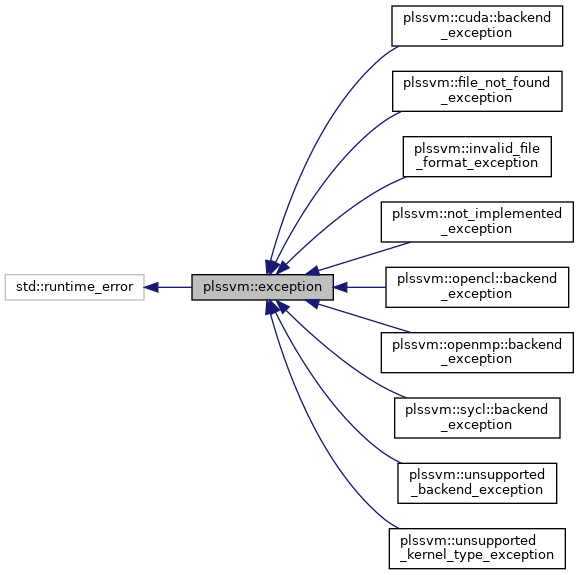 plssvm::cuda::backend
_exception
plssvm::file_not_found
_exception
plssvm::invalid_file
_format_exception
plssvm::not_implemented
_exception
std::runtime_error
plssvm::exception
plssvm::opencl::backend
_exception
plssvm::openmp::backend
_exception
plssvm::sycl::backend
_exception
plssvm::unsupported
_backend_exception
plssvm::unsupported
_kernel_type_exception